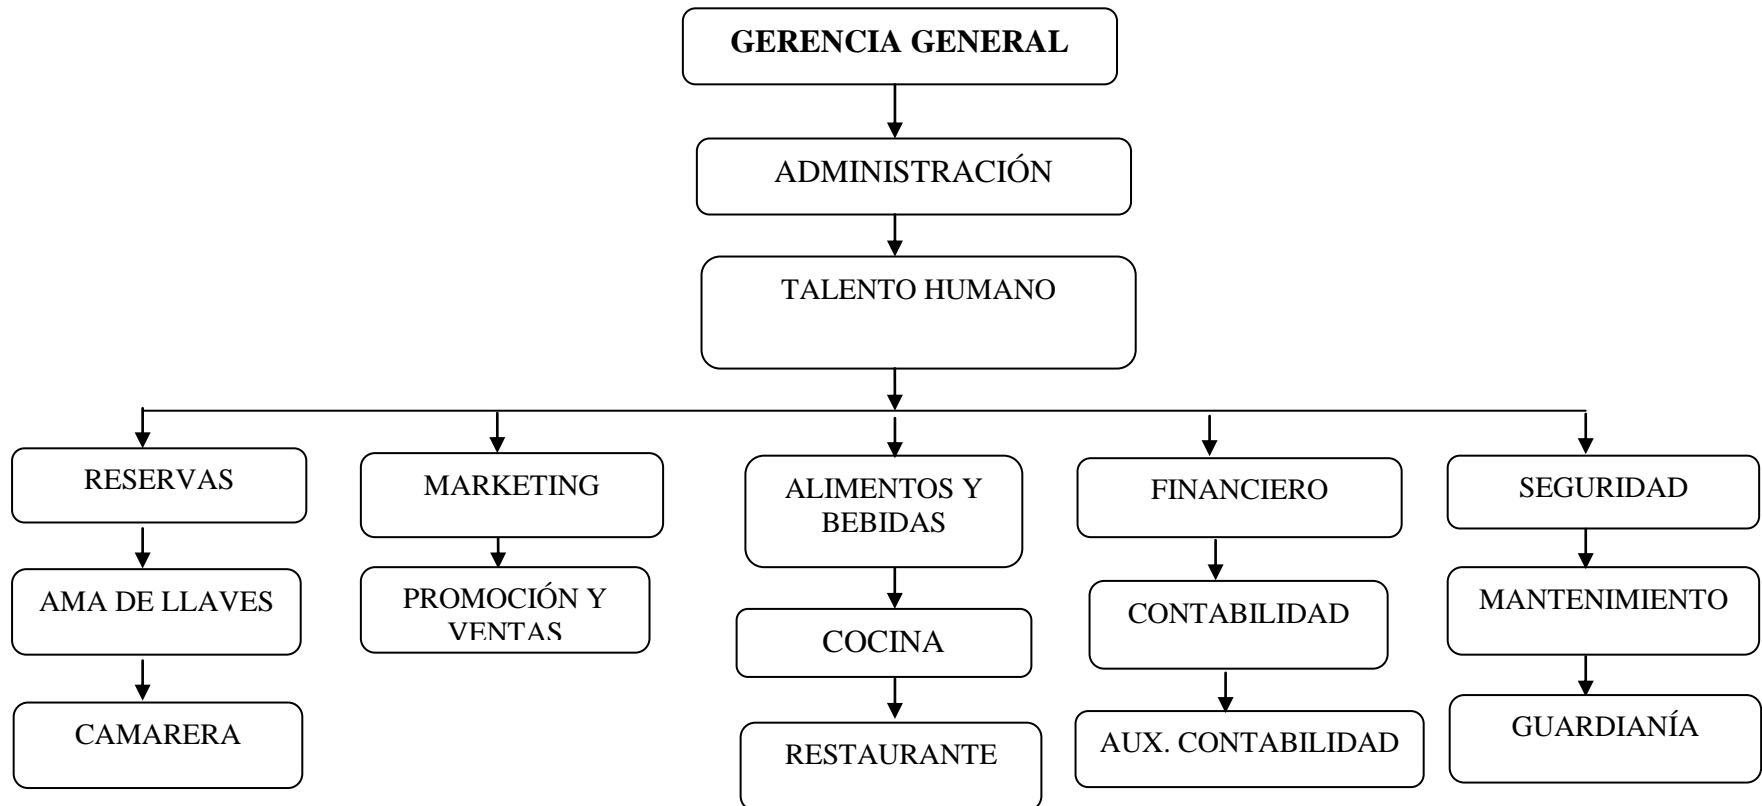 GERENCIA GENERAL
ADMINISTRACIÓN
TALENTO HUMANO
RESERVAS
MARKETING
ALIMENTOS Y
BEBIDAS
FINANCIERO
SEGURIDAD
AMA DE LLAVES
PROMOCIÓN Y
VENTAS
COCINA
CONTABILIDAD
MANTENIMIENTO
CAMARERA
RESTAURANTE
AUX. CONTABILIDAD
GUARDIANÍA